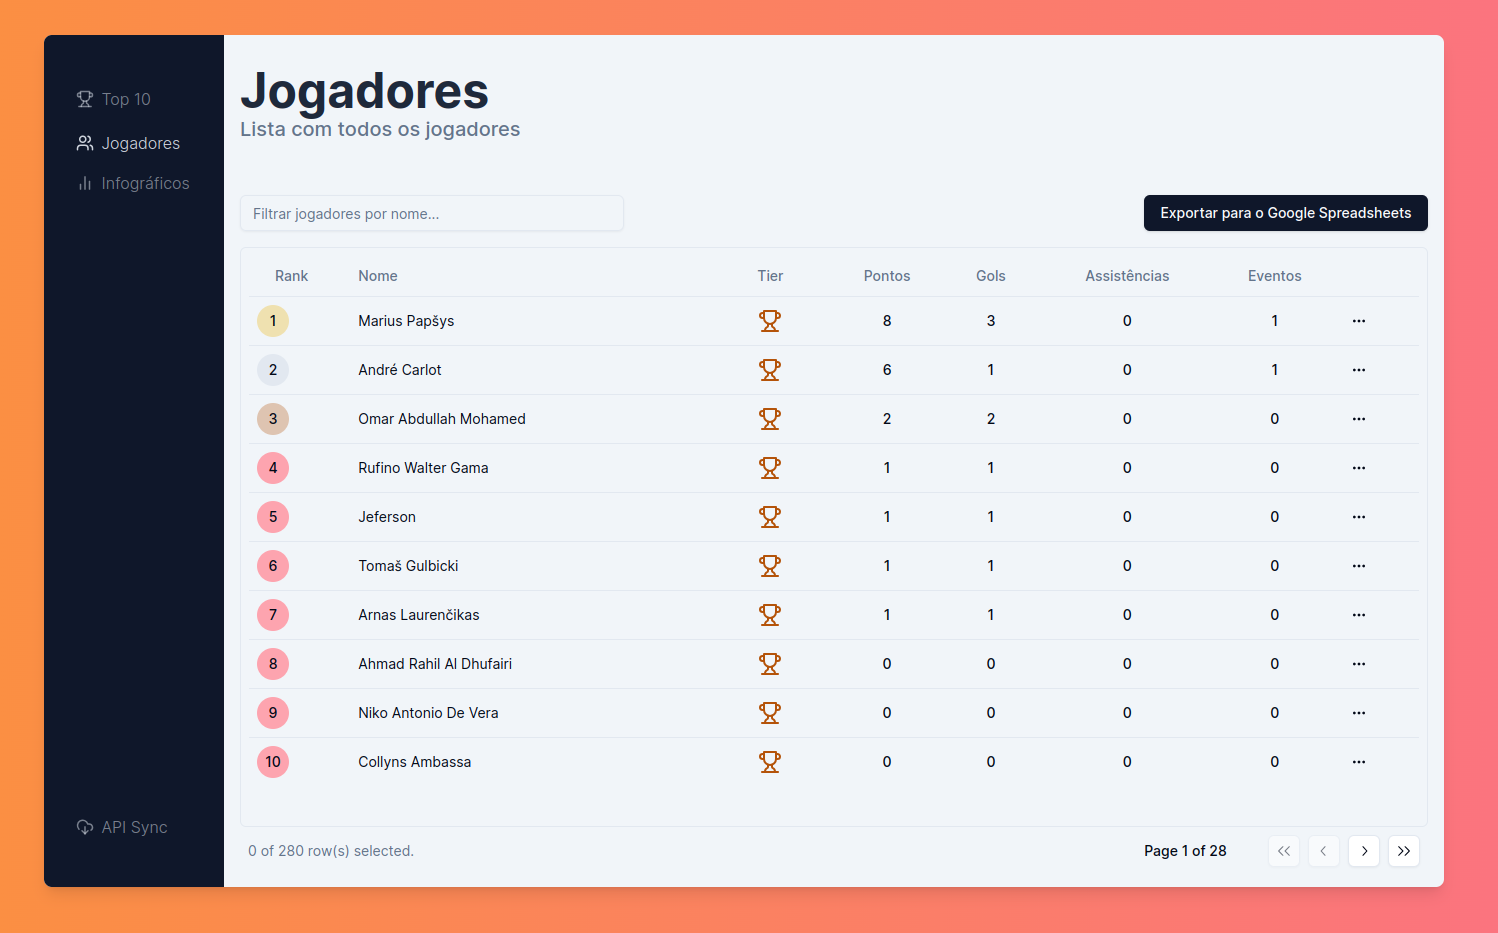 Top 10
Jogadores
Infográficos
API Sync
Jogadores
Lista com todos os jogadores
Filtrar jogadores por nome...
Exportar para o Google Spreadsheets
Rank Nome Tier Pontos Gols Assistências Eventos
1 Marius Papšys 8 3 0 1
2 André Carlot 6 1 0 1
3 Omar Abdullah Mohamed 2 2 0 0
4 Rufino Walter Gama 1 1 0 0
5 Jeferson 1 1 0 0
6 Tomaš Gulbicki 1 1 0 0
7 Arnas Laurenčikas 1 1 0 0
8 Ahmad Rahil Al Dhufairi 0 0 0 0
9 Niko Antonio De Vera 0 0 0 0
10 Collyns Ambassa 0 0 0 0
0 of 280 row(s) selected.
Page 1 of 28